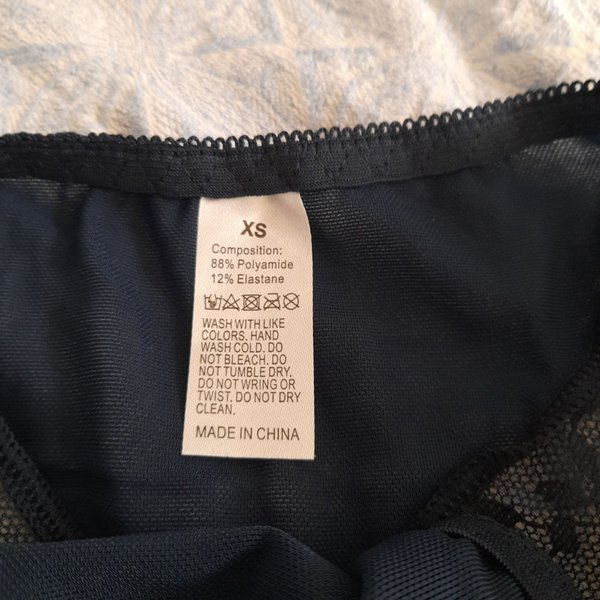 XS
Composition:
88% Polyamide
12% Elastane
WASH WITH LIKE
COLORS. HAND
WASH COLD. DO
NOT BLEACH. DO
NOT TUMBLE DRY.
DO NOT WRING OR
TWIST. DO NOT DRY
CLEAN.
MADE IN CHINA